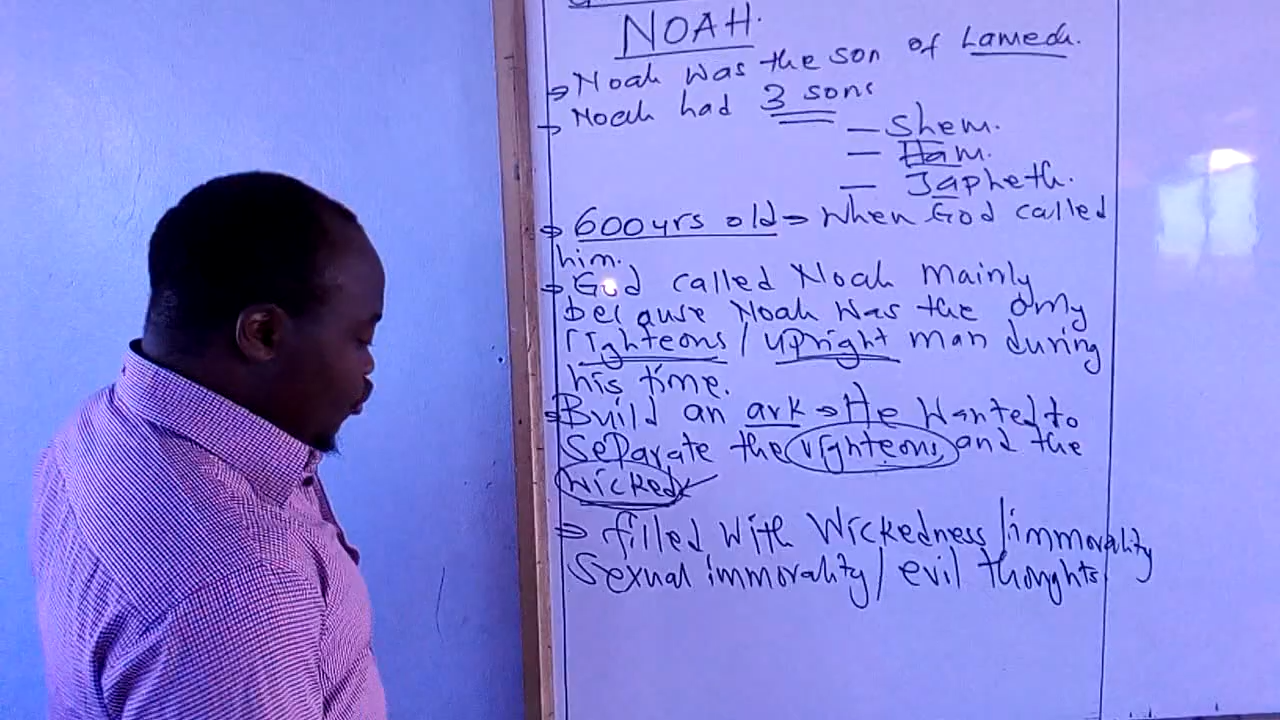 NOAH.
⇒ Noah was the son of Lamech.
⇒ Noah had 3 sons
— Shem.
— Ham.
— Japheth.
⇒ 600 yrs old ⇒ When God called
him.
⇒ God called Noah mainly
because Noah was the only
righteous / upright man during
his time.
⇒ Build an ark ⇒ He Wanted to
Separate the righteous and the
Wicked
⇒ filled with Wickedness / immorality
Sexual immorality / evil thoughts